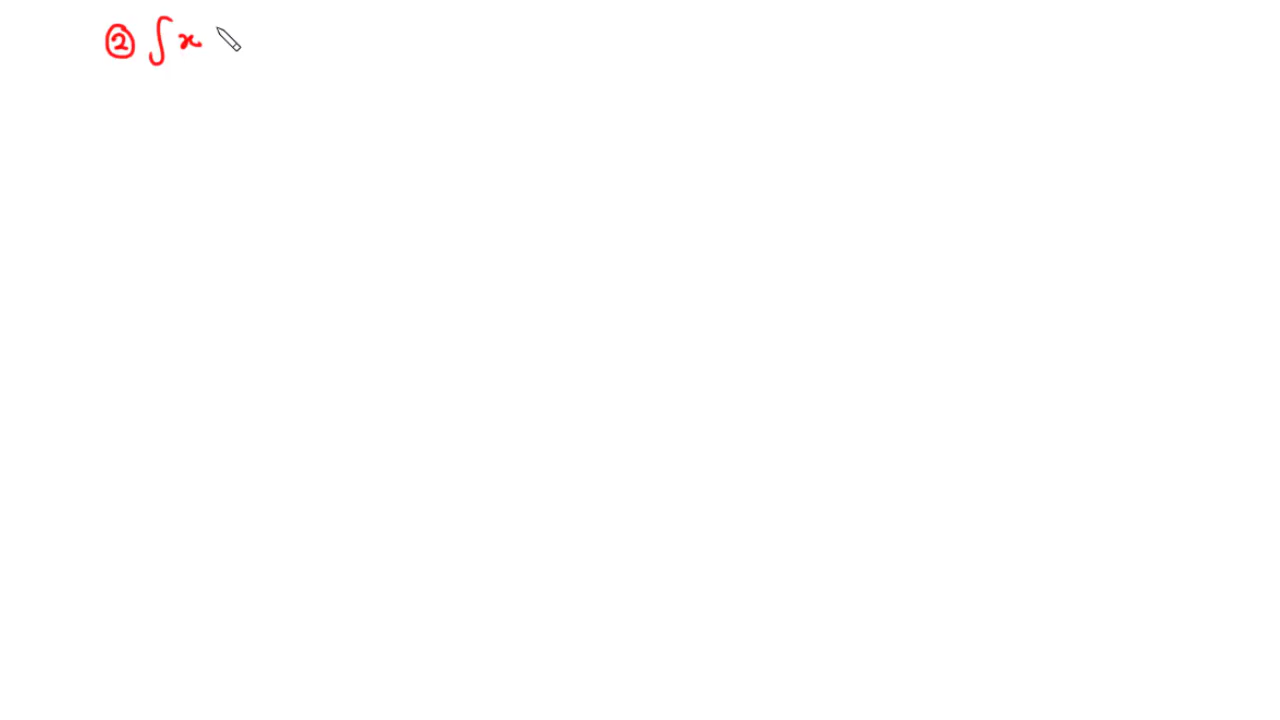 ② ∫ x